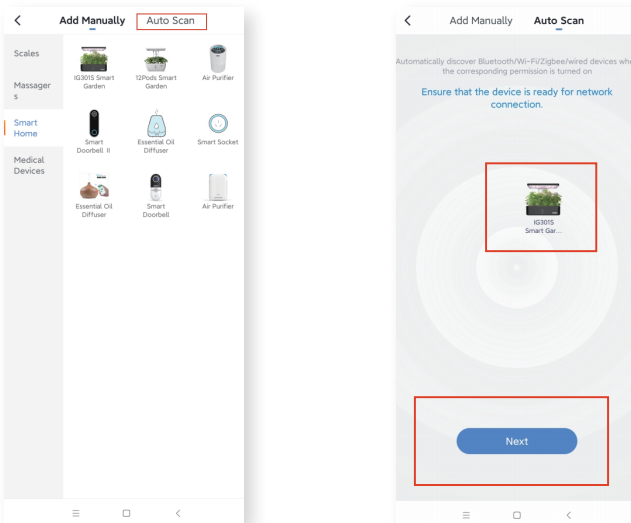 Add Manually Auto Scan
Scales
Massager
s
Smart
Home
Medical
Devices
IG301S Smart
Garden
12Pods Smart
Garden
Air Purifier
Smart
Doorbell II
Essential Oil
Diffuser
Smart Socket
Essential Oil
Diffuser
Smart
Doorbell
Air Purifier
Add Manually Auto Scan
Automatically discover Bluetooth/Wi-Fi/Zigbee/wired devices whe
the corresponding permission is turned on
Ensure that the device is ready for network
connection.
IG301S
Smart Gar...
Next